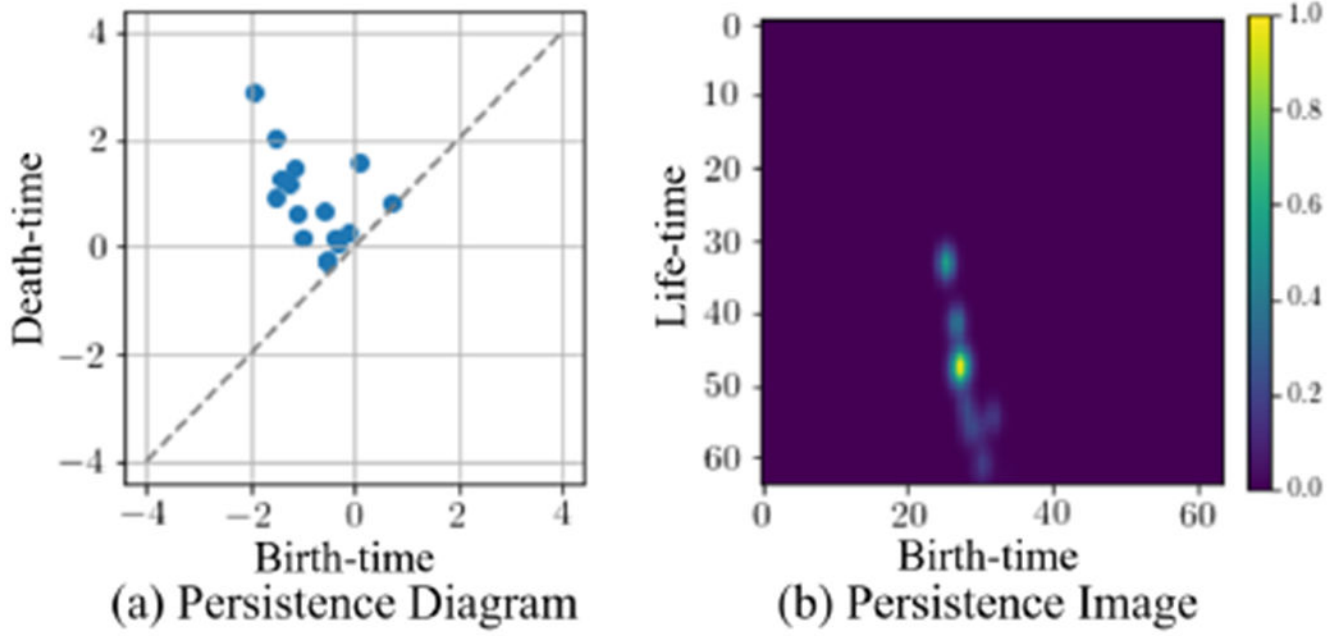 4
2
0
−2
−4
−4 −2 0 2 4
Death-time
Birth-time
(a) Persistence Diagram
0
10
20
30
40
50
60
0 20 40 60
Life-time
Birth-time
1.0
0.8
0.6
0.4
0.2
0.0
(b) Persistence Image